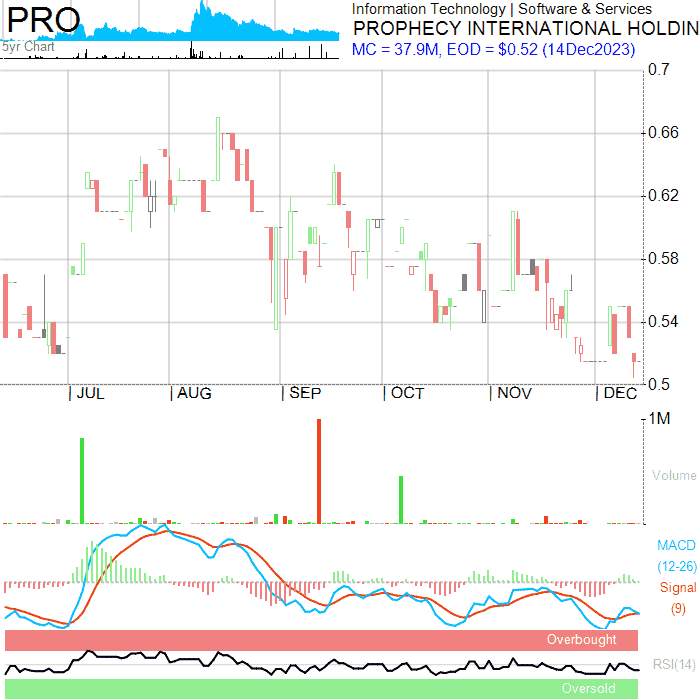 PRO
5yr Chart
Information Technology | Software & Services
PROPHECY INTERNATIONAL HOLDIN
MC = 37.9M, EOD = $0.52 (14Dec2023)
0.7
0.66
0.62
0.58
0.54
0.5
| JUL
| AUG
| SEP
| OCT
| NOV
| DEC
1M
Volume
MACD
(12-26)
Signal
(9)
Overbought
RSI(14)
Oversold